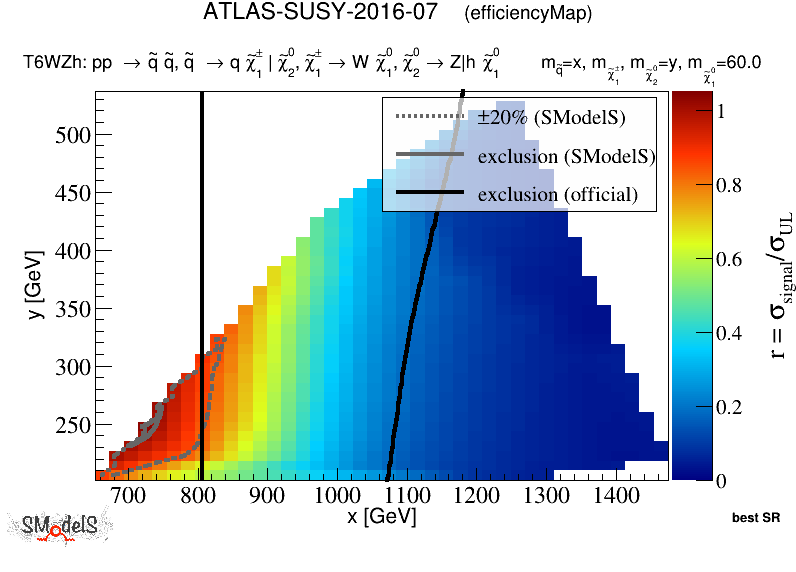 ATLAS-SUSY-2016-07 (efficiencyMap)
T6WZh: pp → q̃ q̃, q̃ → q χ̃₁± | χ̃₂⁰, χ̃₁± → W χ̃₁⁰, χ̃₂⁰ → Z|h χ̃₁⁰ m_q̃=x, m_χ̃₁±=y, m_χ̃₂⁰=y, m_χ̃₁⁰=60.0
±20% (SModelS)
exclusion (SModelS)
exclusion (official)
y [GeV]
500
450
400
350
300
250
700 800 900 1000 1100 1200 1300 1400
x [GeV]
1
0.8
0.6
0.4
0.2
0
r = σsignal/σUL
SModelS
best SR